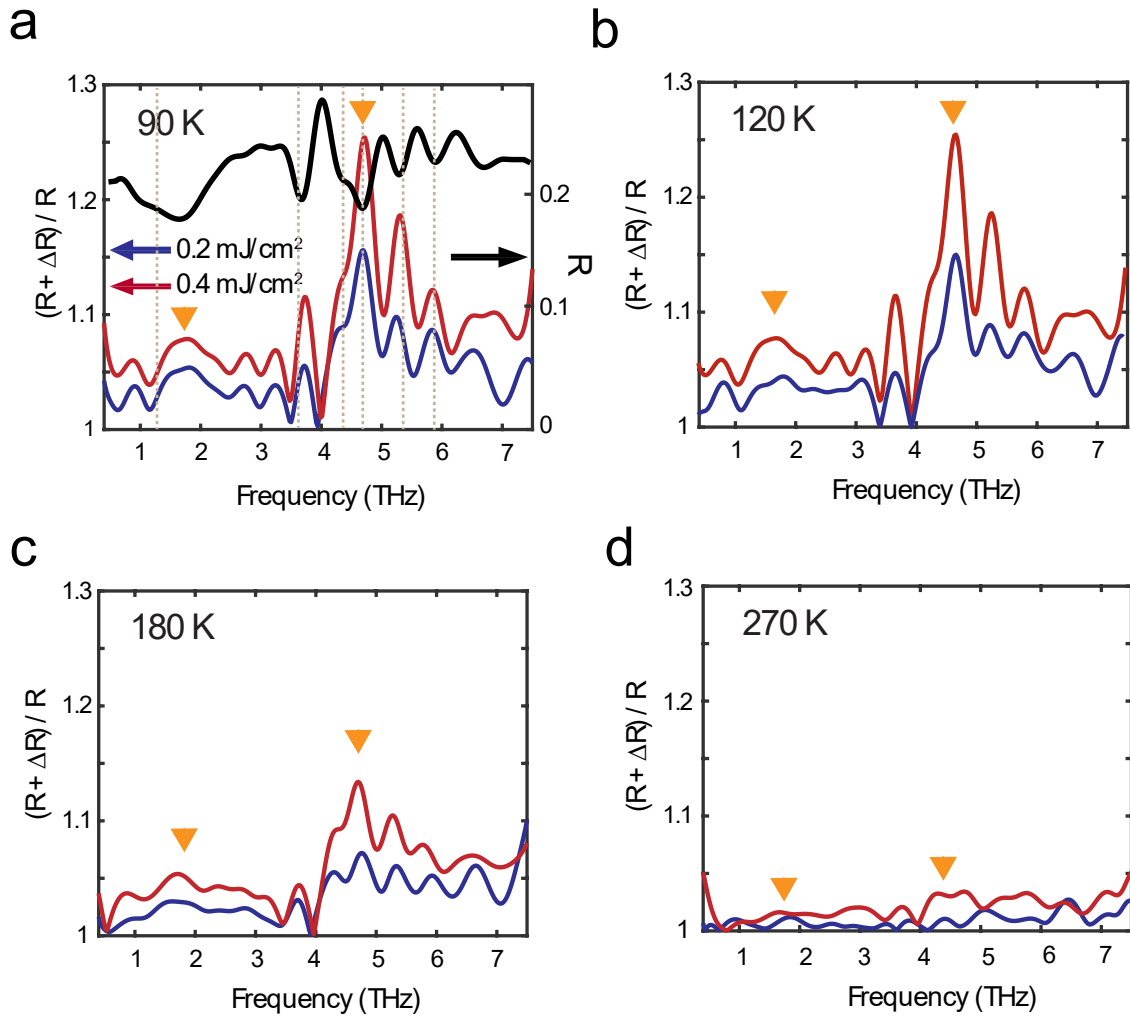 a
90 K
(R+ ΔR) / R
1.3
1.2
1.1
1
0.2 mJ/cm²
0.4 mJ/cm²
R
0.2
0.1
0
1 2 3 4 5 6 7
Frequency (THz)
b
120 K
(R+ ΔR) / R
1.3
1.2
1.1
1
1 2 3 4 5 6 7
Frequency (THz)
c
180 K
(R+ ΔR) / R
1.3
1.2
1.1
1
1 2 3 4 5 6 7
Frequency (THz)
d
270 K
(R+ ΔR) / R
1.3
1.2
1.1
1
1 2 3 4 5 6 7
Frequency (THz)